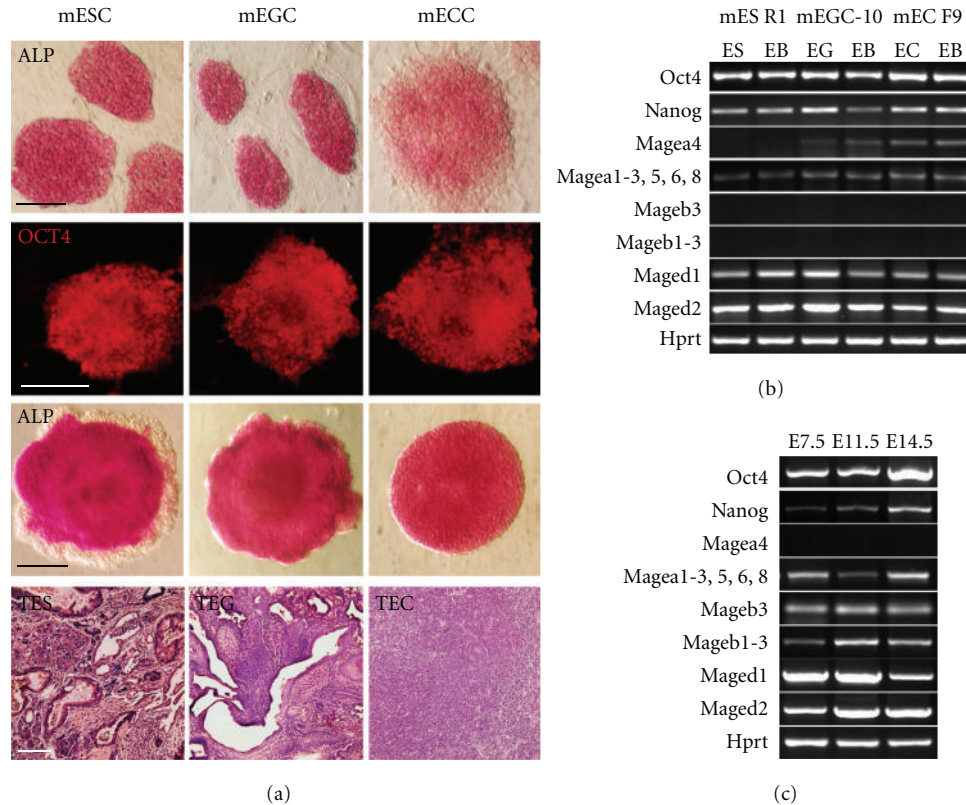 mESC mEGC mECC
ALP
OCT4
ALP
TES TEG TEC
(a)
mES R1 mEGC-10 mEC F9
ES EB EG EB EC EB
Oct4
Nanog
Magea4
Magea1-3, 5, 6, 8
Mageb3
Mageb1-3
Maged1
Maged2
Hprt
(b)
E7.5 E11.5 E14.5
Oct4
Nanog
Magea4
Magea1-3, 5, 6, 8
Mageb3
Mageb1-3
Maged1
Maged2
Hprt
(c)